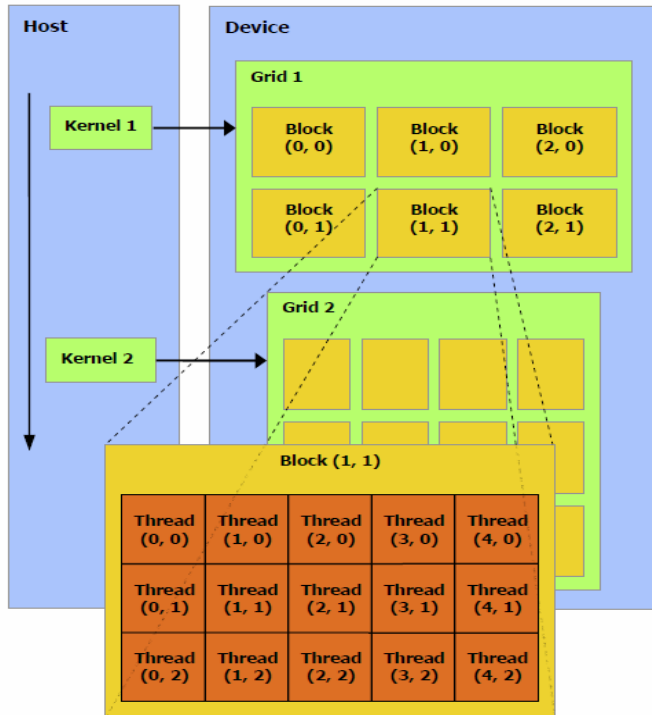 Host
Device
Grid 1
Kernel 1
Block
(0, 0)
Block
(1, 0)
Block
(2, 0)
Block
(0, 1)
Block
(1, 1)
Block
(2, 1)
Grid 2
Kernel 2
Block (1, 1)
Thread
(0, 0)
Thread
(1, 0)
Thread
(2, 0)
Thread
(3, 0)
Thread
(4, 0)
Thread
(0, 1)
Thread
(1, 1)
Thread
(2, 1)
Thread
(3, 1)
Thread
(4, 1)
Thread
(0, 2)
Thread
(1, 2)
Thread
(2, 2)
Thread
(3, 2)
Thread
(4, 2)